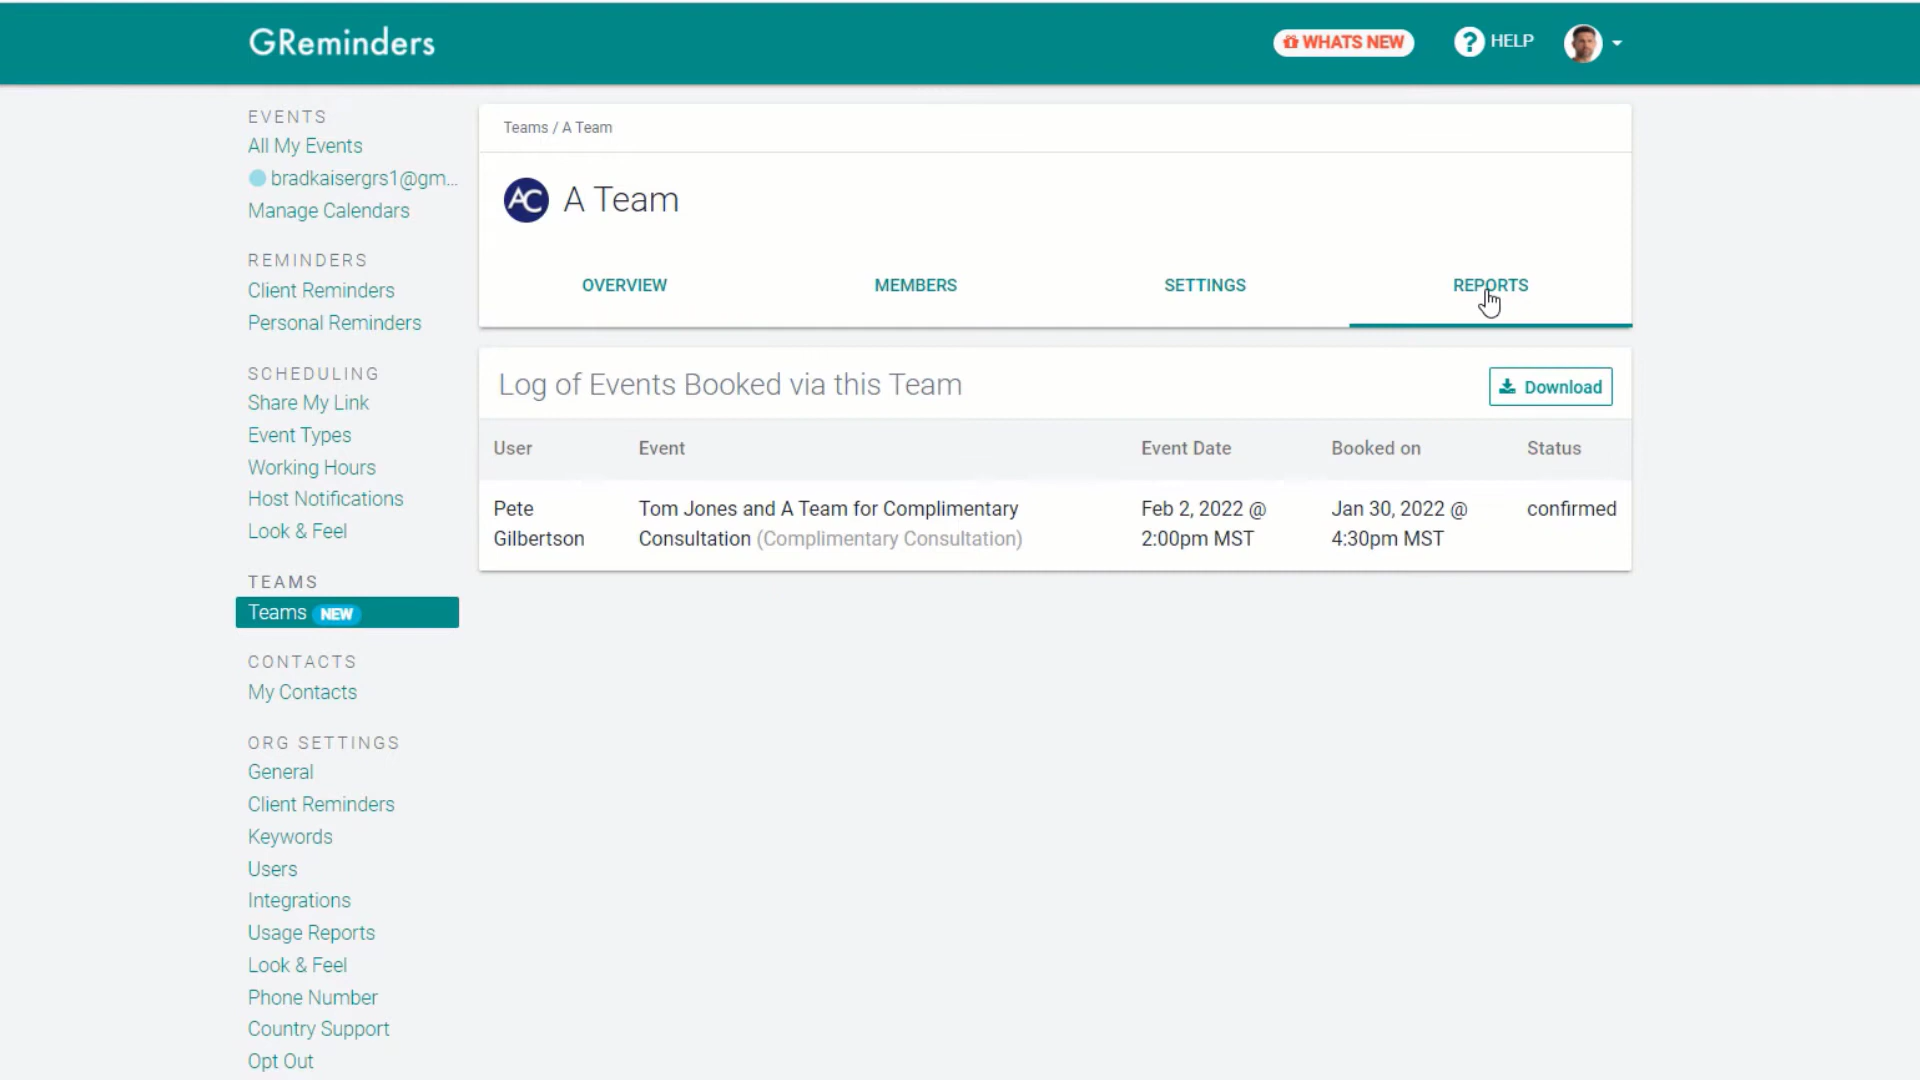 GReminders
WHATS NEW
? HELP
EVENTS
All My Events
bradkaisergrs1@gm...
Manage Calendars
REMINDERS
Client Reminders
Personal Reminders
SCHEDULING
Share My Link
Event Types
Working Hours
Host Notifications
Look & Feel
TEAMS
Teams NEW
CONTACTS
My Contacts
ORG SETTINGS
General
Client Reminders
Keywords
Users
Integrations
Usage Reports
Look & Feel
Phone Number
Country Support
Opt Out
Teams / A Team
AC A Team
OVERVIEW MEMBERS SETTINGS REPORTS
Log of Events Booked via this Team
Download
User Event Event Date Booked on Status
Pete Tom Jones and A Team for Complimentary Feb 2, 2022 @ Jan 30, 2022 @ confirmed
Gilbertson Consultation (Complimentary Consultation) 2:00pm MST 4:30pm MST